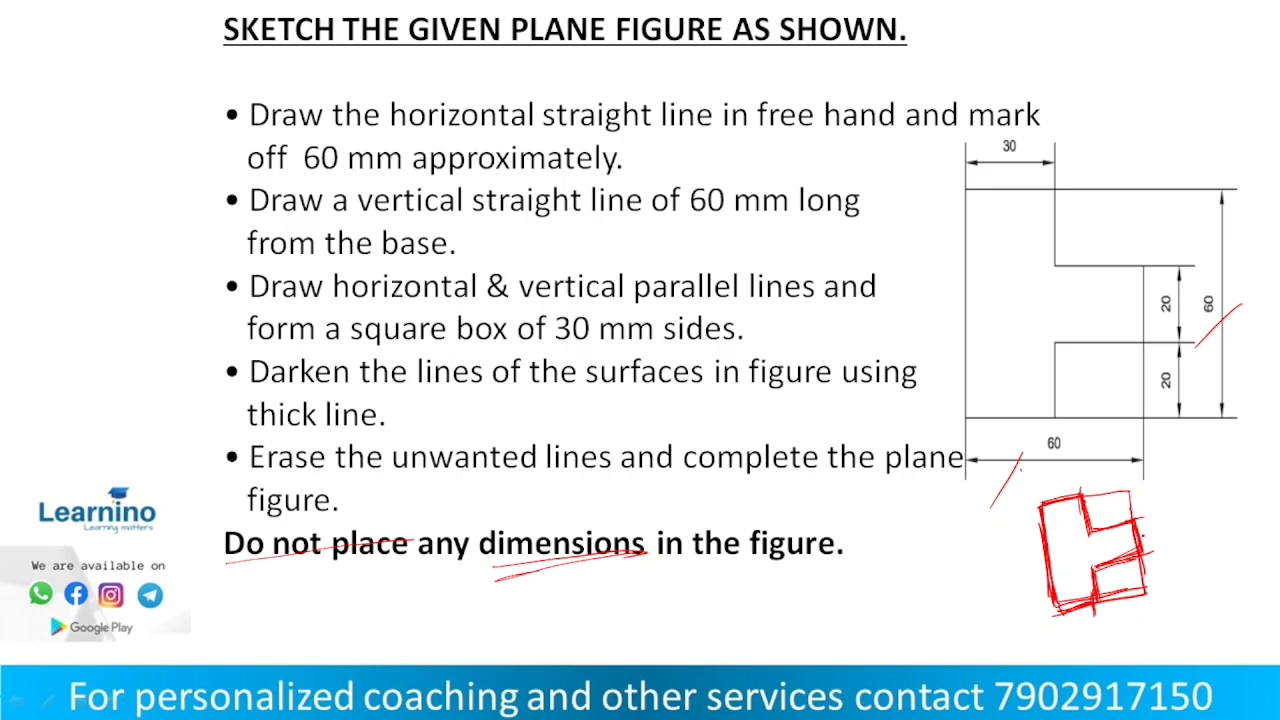 SKETCH THE GIVEN PLANE FIGURE AS SHOWN.
• Draw the horizontal straight line in free hand and mark
off 60 mm approximately.
• Draw a vertical straight line of 60 mm long
from the base.
• Draw horizontal & vertical parallel lines and
form a square box of 30 mm sides.
• Darken the lines of the surfaces in figure using
thick line.
• Erase the unwanted lines and complete the plane
figure.
Do not place any dimensions in the figure.
30
20
60
20
60
Learnino
Learning matters
We are available on
Google Play
For personalized coaching and other services contact 7902917150